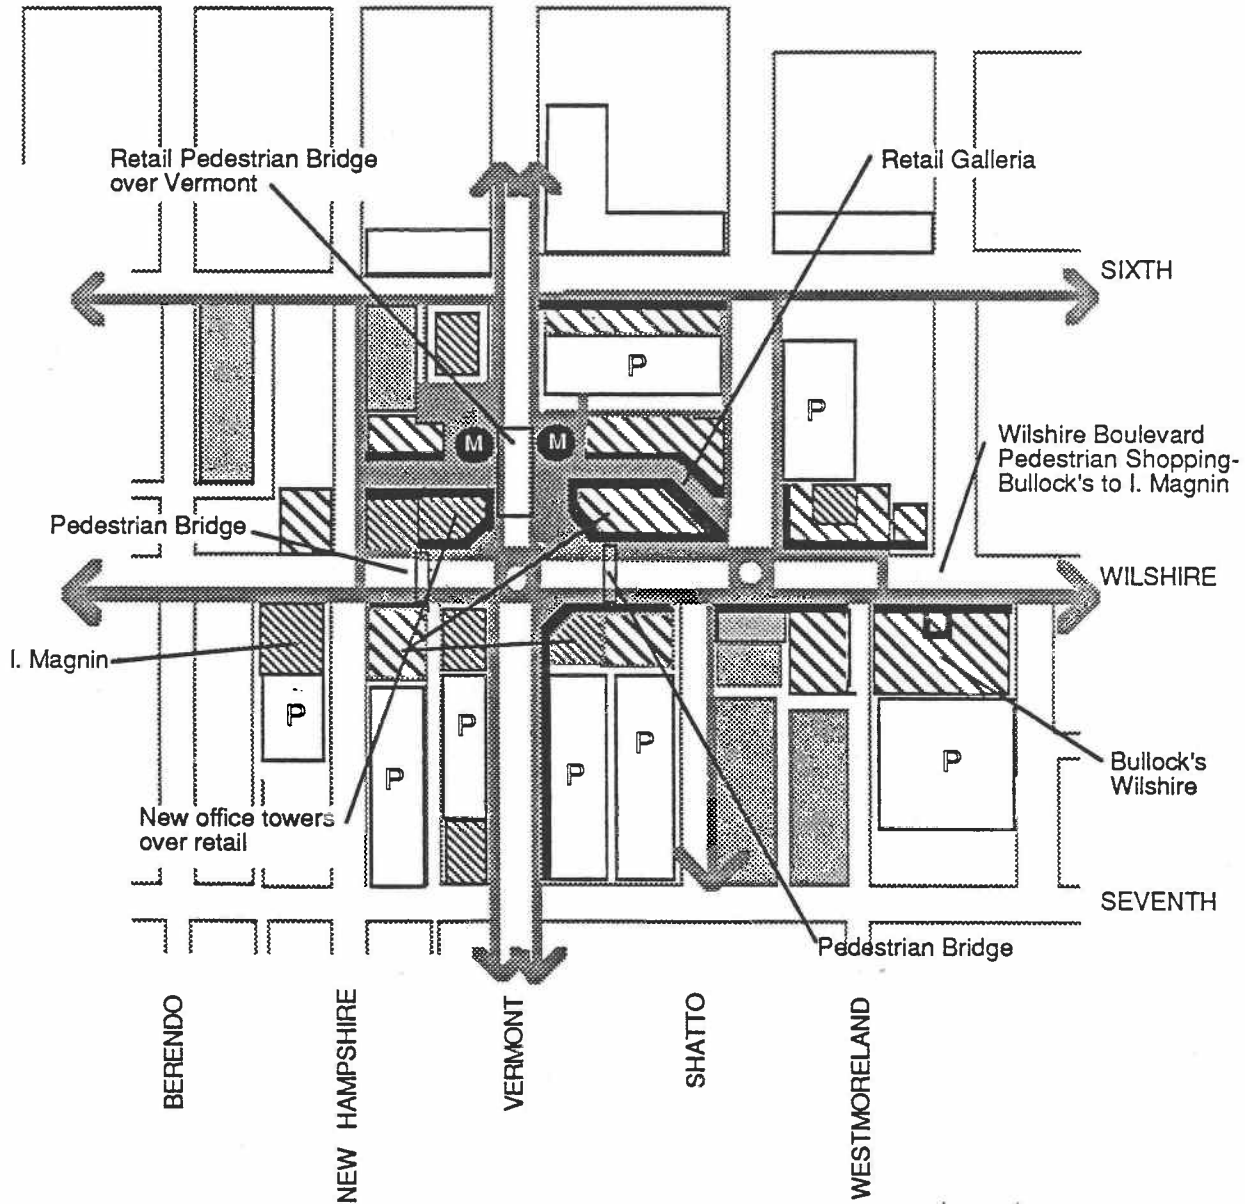 Retail Pedestrian Bridge
over Vermont
Retail Galleria
SIXTH
P
P
M
M
Wilshire Boulevard
Pedestrian Shopping-
Bullock's to I. Magnin
Pedestrian Bridge
WILSHIRE
I. Magnin
P
P
P
P
P
P
Bullock's
Wilshire
New office towers
over retail
SEVENTH
Pedestrian Bridge
BERENDO
NEW HAMPSHIRE
VERMONT
SHATTO
WESTMORELAND